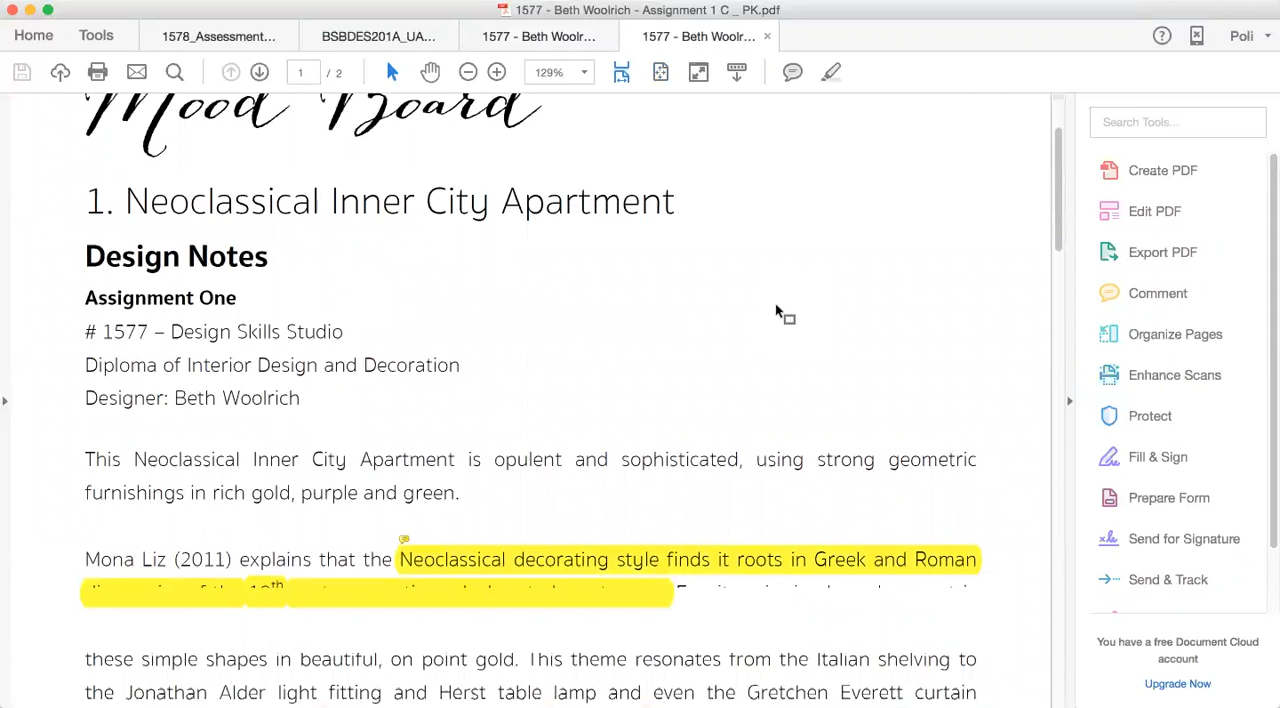 1577 - Beth Woolrich - Assignment 1 C _ PK.pdf
Home Tools 1578_Assessment... BSBDES201A_UA... 1577 - Beth Woolr... 1577 - Beth Woolr... ×
Poli
1 / 2 129%
Mood Board
1. Neoclassical Inner City Apartment
Design Notes
Assignment One
# 1577 – Design Skills Studio
Diploma of Interior Design and Decoration
Designer: Beth Woolrich
This Neoclassical Inner City Apartment is opulent and sophisticated, using strong geometric
furnishings in rich gold, purple and green.
Mona Liz (2011) explains that the Neoclassical decorating style finds it roots in Greek and Roman
these simple shapes in beautiful, on point gold. This theme resonates from the Italian shelving to
the Jonathan Alder light fitting and Herst table lamp and even the Gretchen Everett curtain
Search Tools...
Create PDF
Edit PDF
Export PDF
Comment
Organize Pages
Enhance Scans
Protect
Fill & Sign
Prepare Form
Send for Signature
Send & Track
You have a free Document Cloud
account
Upgrade Now